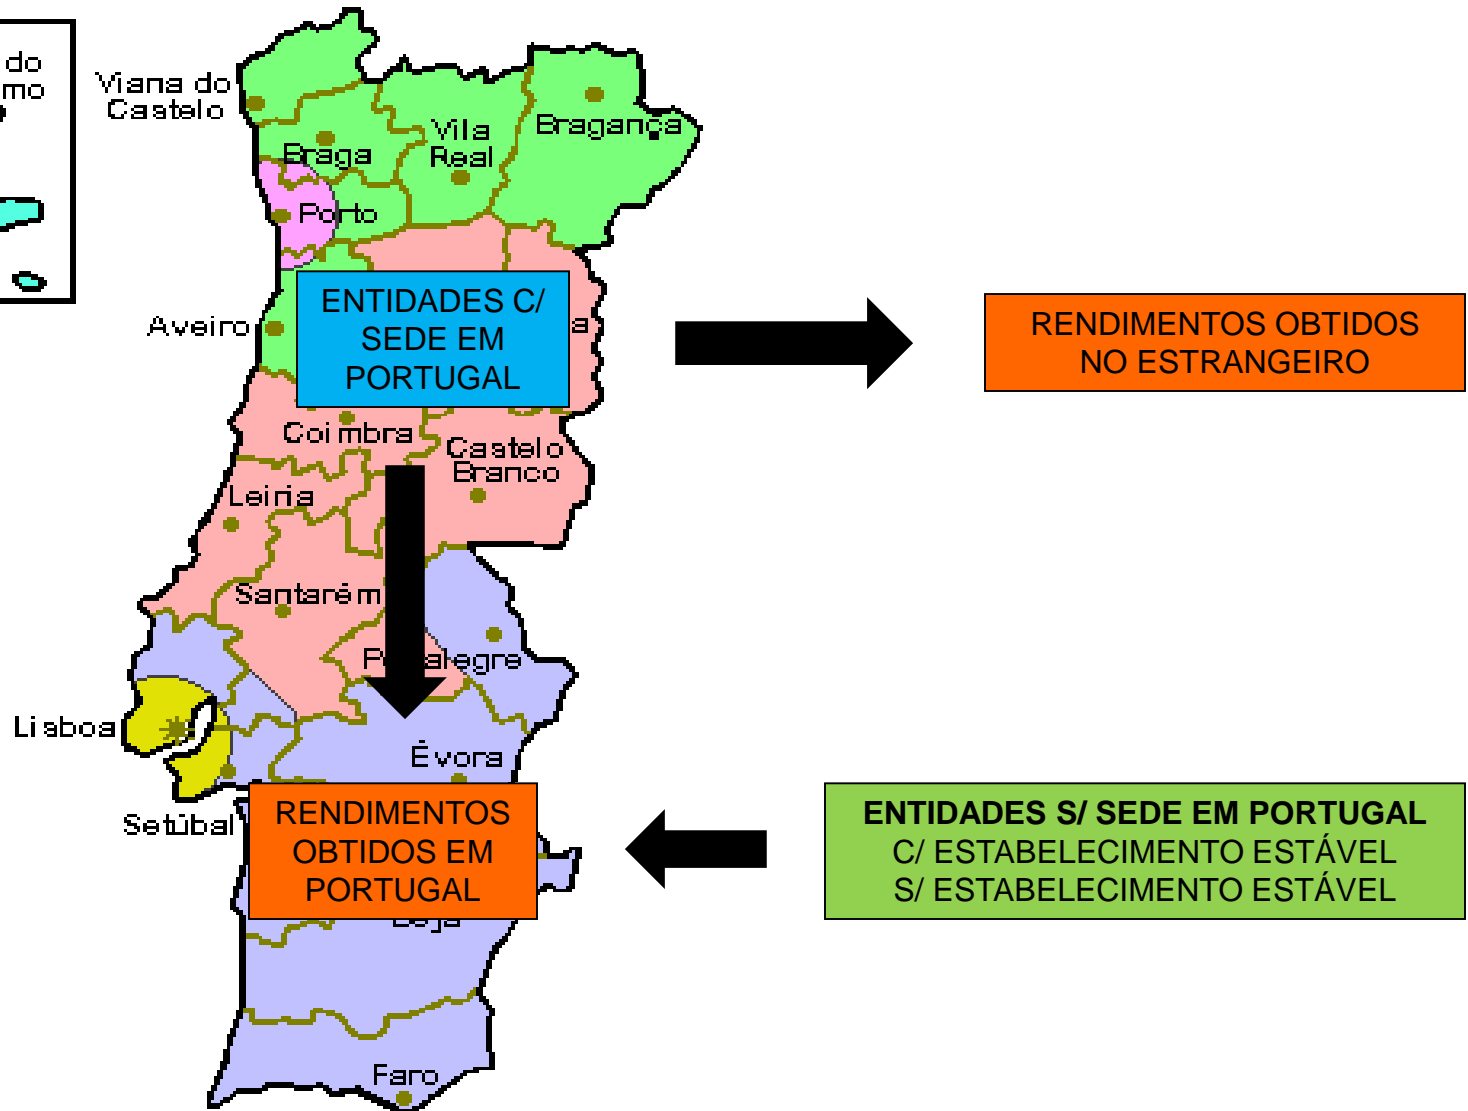 do
Viana do
Castelo
Braga
Vila
Real
Bragança
Porto
Aveiro
ENTIDADES C/
SEDE EM
PORTUGAL
RENDIMENTOS OBTIDOS
NO ESTRANGEIRO
Coimbra
Castelo
Branco
Leiria
Santarém
Lisboa
Évora
Setúbal
RENDIMENTOS
OBTIDOS EM
PORTUGAL
ENTIDADES S/ SEDE EM PORTUGAL
C/ ESTABELECIMENTO ESTÁVEL
S/ ESTABELECIMENTO ESTÁVEL
Faro